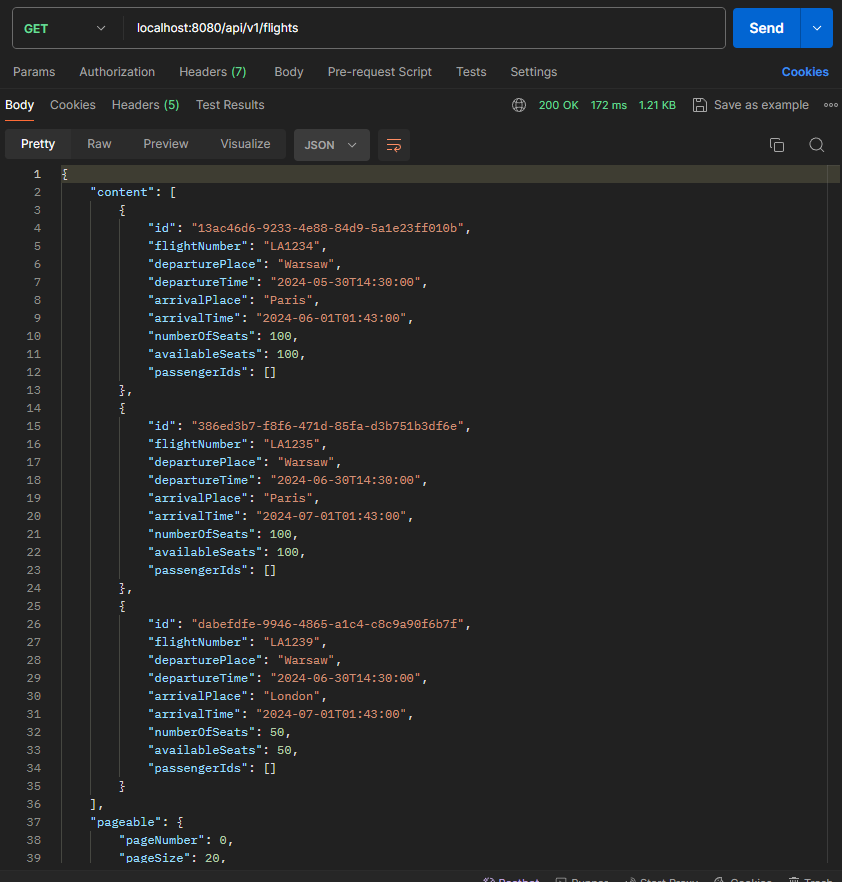 GET localhost:8080/api/v1/flights Send
Params Authorization Headers (7) Body Pre-request Script Tests Settings Cookies
Body Cookies Headers (5) Test Results 200 OK 172 ms 1.21 KB Save as example
Pretty Raw Preview Visualize JSON
1 {
2 "content": [
3 {
4 "id": "13ac46d6-9233-4e88-84d9-5a1e23ff010b",
5 "flightNumber": "LA1234",
6 "departurePlace": "Warsaw",
7 "departureTime": "2024-05-30T14:30:00",
8 "arrivalPlace": "Paris",
9 "arrivalTime": "2024-06-01T01:43:00",
10 "numberOfSeats": 100,
11 "availableSeats": 100,
12 "passengerIds": []
13 },
14 {
15 "id": "386ed3b7-f8f6-471d-85fa-d3b751b3df6e",
16 "flightNumber": "LA1235",
17 "departurePlace": "Warsaw",
18 "departureTime": "2024-06-30T14:30:00",
19 "arrivalPlace": "Paris",
20 "arrivalTime": "2024-07-01T01:43:00",
21 "numberOfSeats": 100,
22 "availableSeats": 100,
23 "passengerIds": []
24 },
25 {
26 "id": "dabefdfe-9946-4865-a1c4-c8c9a90f6b7f",
27 "flightNumber": "LA1239",
28 "departurePlace": "Warsaw",
29 "departureTime": "2024-06-30T14:30:00",
30 "arrivalPlace": "London",
31 "arrivalTime": "2024-07-01T01:43:00",
32 "numberOfSeats": 50,
33 "availableSeats": 50,
34 "passengerIds": []
35 }
36 ],
37 "pageable": {
38 "pageNumber": 0,
39 "pageSize": 20,
Postbot Runner Start Proxy Cookies Trash